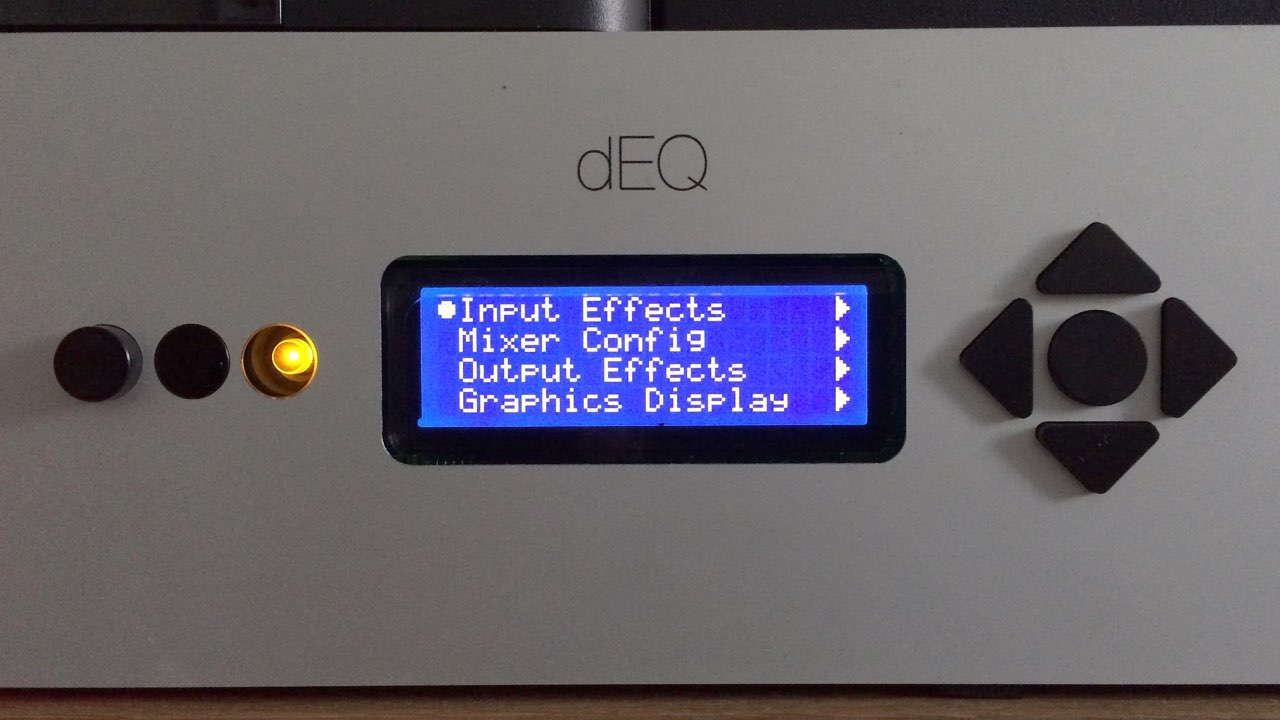 dEQ
Input Effects
Mixer Config
Output Effects
Graphics Display